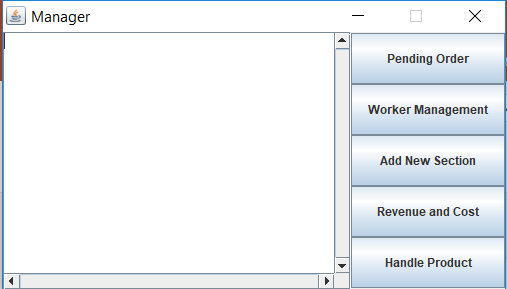 Manager
Pending Order
Worker Management
Add New Section
Revenue and Cost
Handle Product